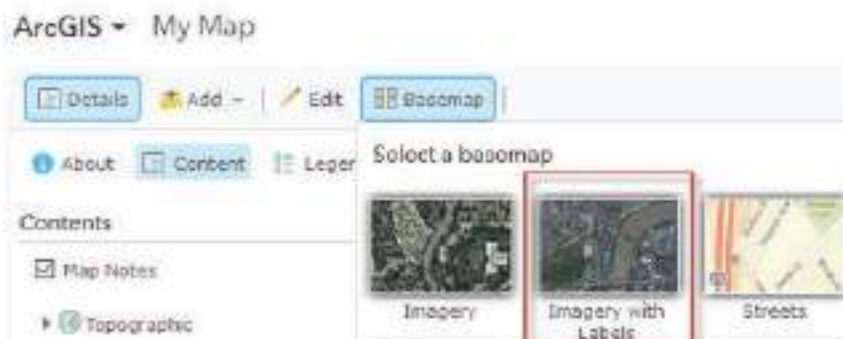 ArcGIS My Map
Details Add Edit Basemap
About Content Legen
Select a basemap
Contents
Map Notes
Topographic
Imagery
Imagery with
Labels
Streets